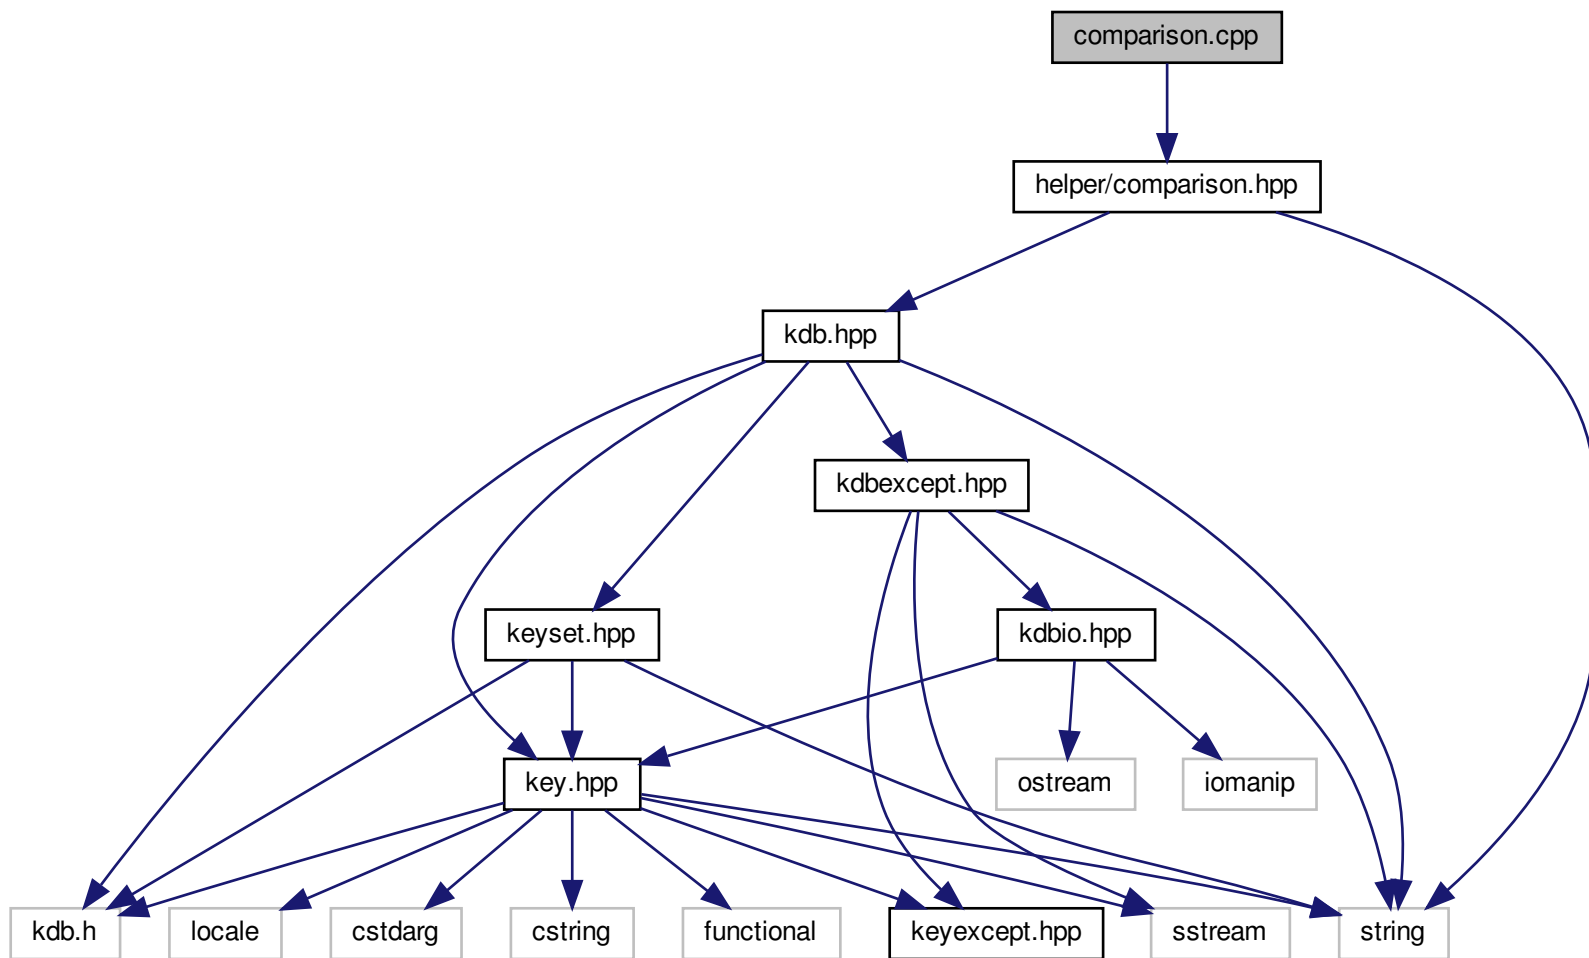 comparison.cpp
helper/comparison.hpp
kdb.hpp
kdbexcept.hpp
keyset.hpp
kdbio.hpp
key.hpp
ostream
iomanip
kdb.h
locale
cstdarg
cstring
functional
keyexcept.hpp
sstream
string